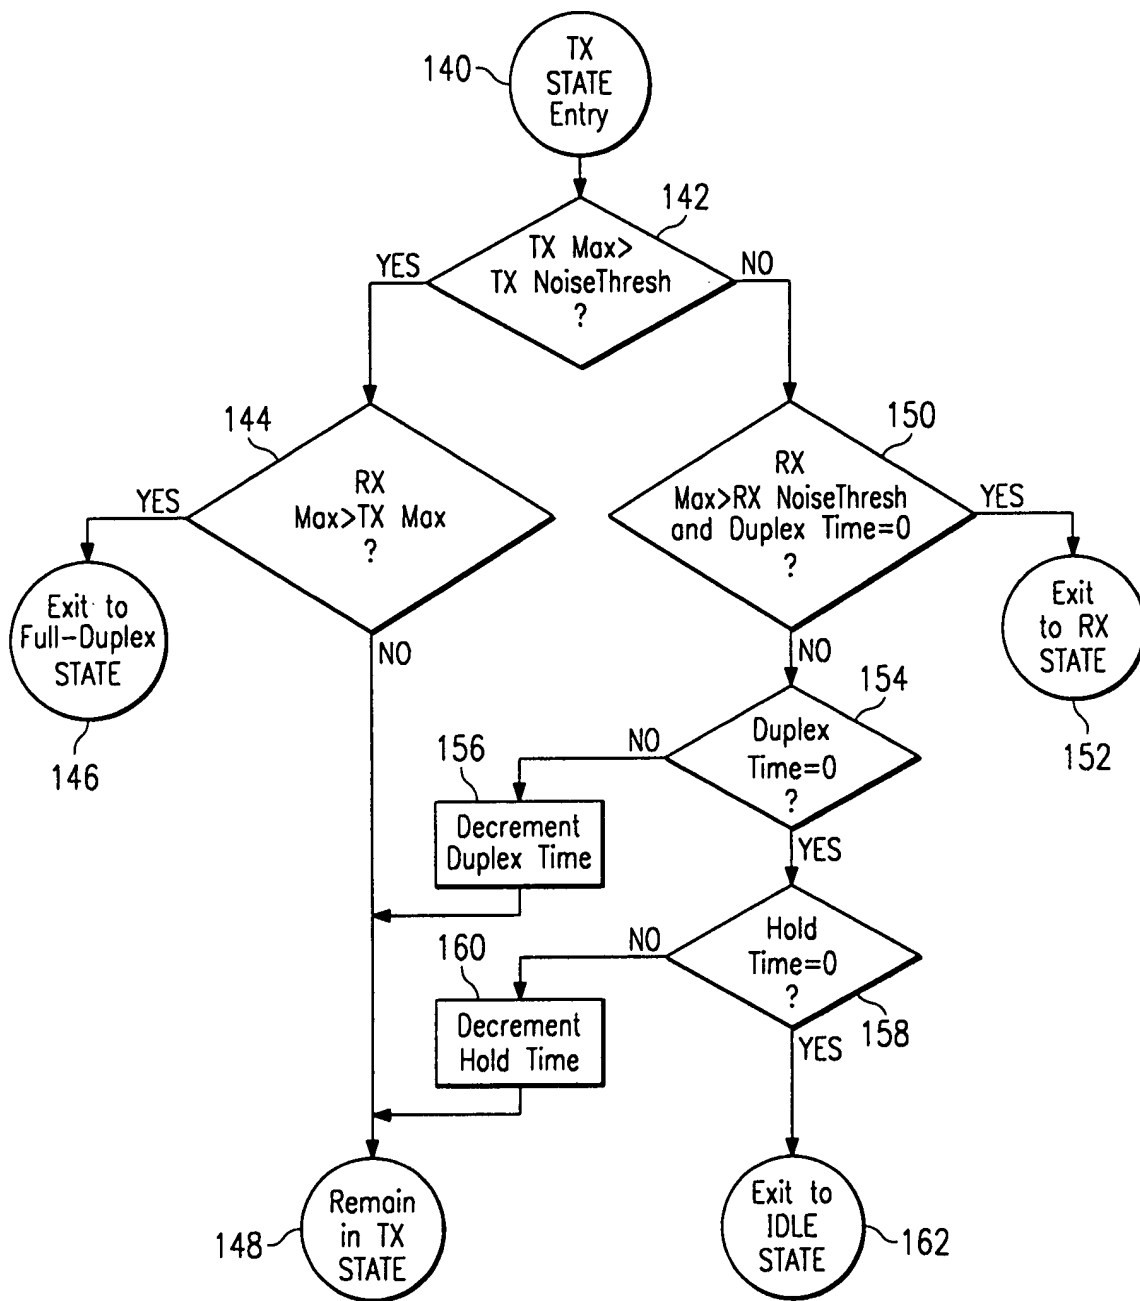 TX
STATE
Entry
140
142
TX Max>
TX NoiseThresh
?
YES
NO
144
RX
Max>TX Max
?
YES
NO
150
RX
Max>RX NoiseThresh
and Duplex Time=0
?
YES
NO
Exit to
Full-Duplex
STATE
146
Exit
to RX
STATE
152
154
Duplex
Time=0
?
NO
YES
156
Decrement
Duplex Time
Hold
Time=0
?
158
NO
YES
160
Decrement
Hold Time
Remain
in TX
STATE
148
Exit to
IDLE
STATE
162